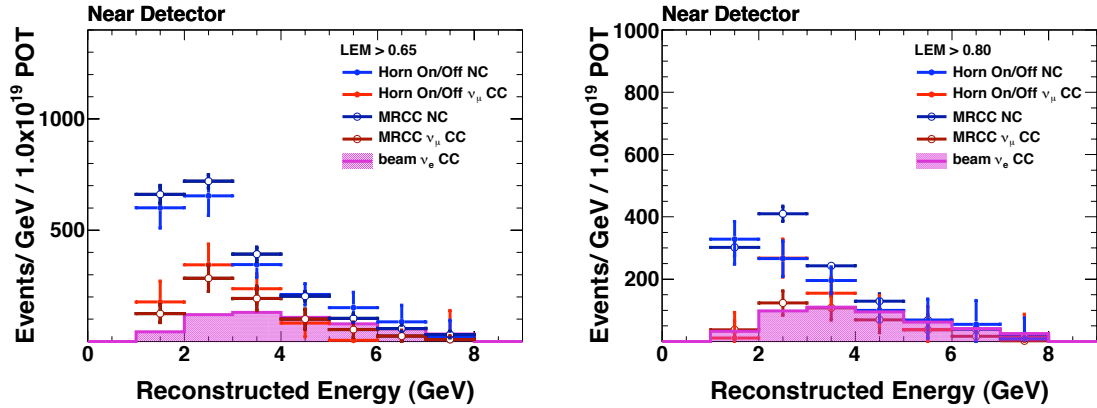 Near Detector
Events/ GeV / 1.0x10¹⁹ POT
1000
500
LEM > 0.65
Horn On/Off NC
Horn On/Off νμ CC
MRCC NC
MRCC νμ CC
beam νe CC
0 2 4 6 8
Reconstructed Energy (GeV)
Near Detector
Events/ GeV / 1.0x10¹⁹ POT
1000
800
600
400
200
0
LEM > 0.80
Horn On/Off NC
Horn On/Off νμ CC
MRCC NC
MRCC νμ CC
beam νe CC
0 2 4 6 8
Reconstructed Energy (GeV)